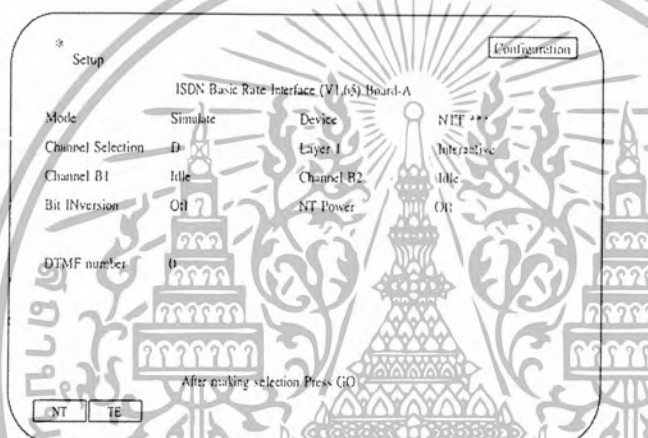 *
Setup
Configuration
ISDN Basic Rate Interface (V1.65) Board-A
Mode Simulate Device NTT ***
Channel Selection D Layer 1 Interactive
Channel B1 Idle Channel B2 Idle
Bit INversion Off NT Power Off
DTMF number 0
After making selection Press GO
NT TE